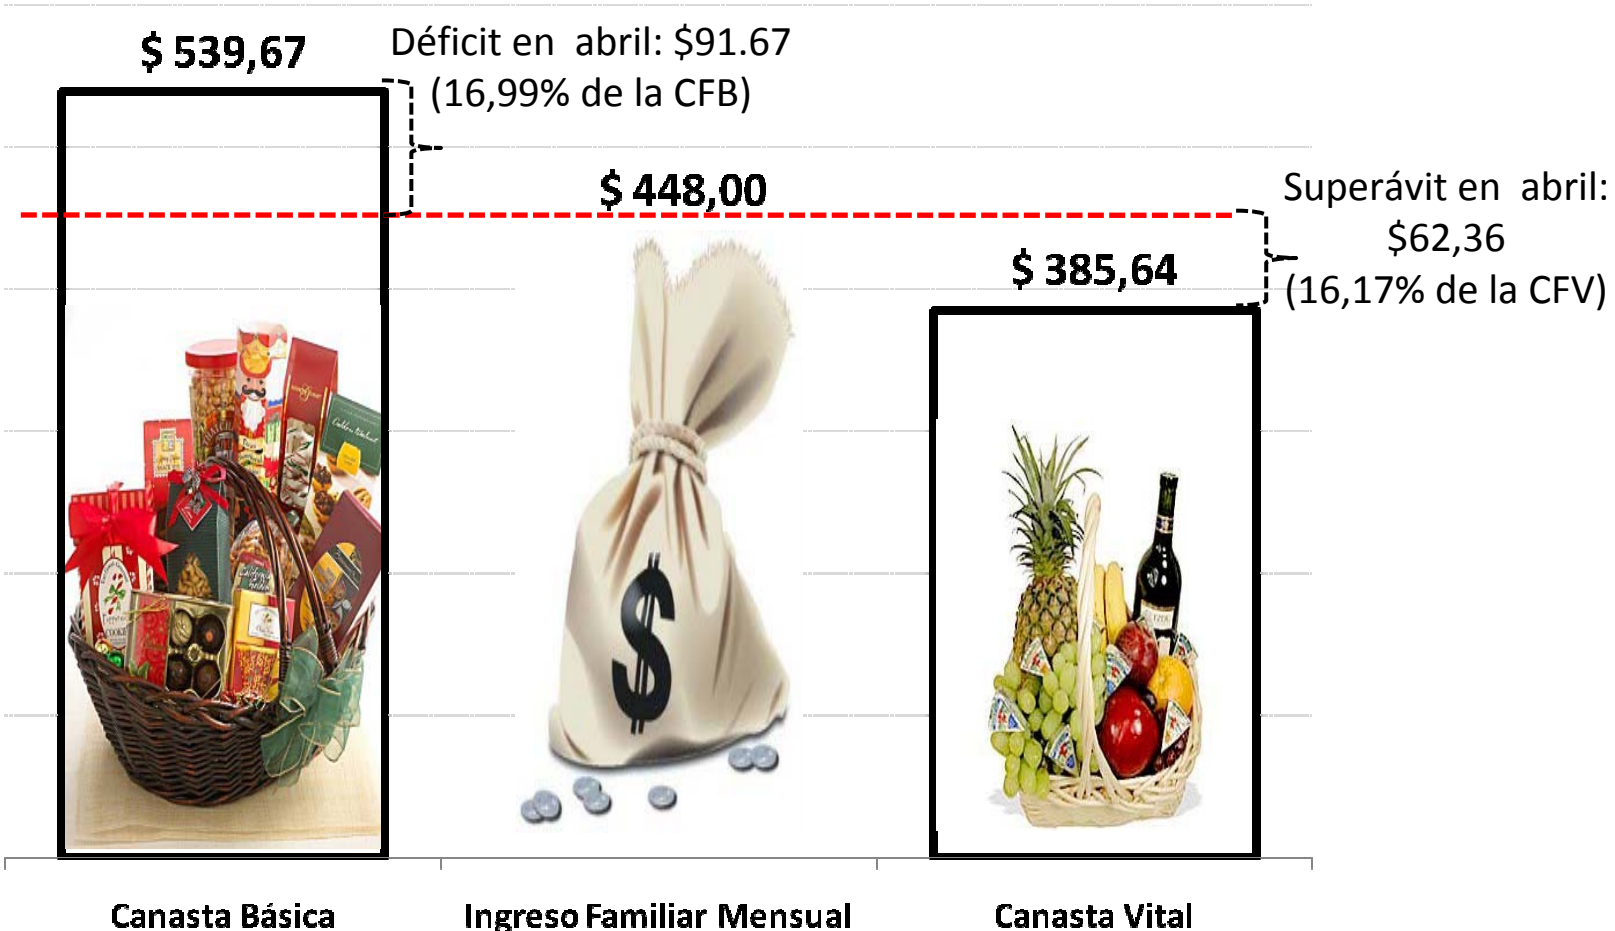 $ 539,67
Déficit en abril: $91.67
(16,99% de la CFB)
$ 448,00
Superávit en abril:
$62,36
(16,17% de la CFV)
$ 385,64
$
Canasta Básica
Ingreso Familiar Mensual
Canasta Vital